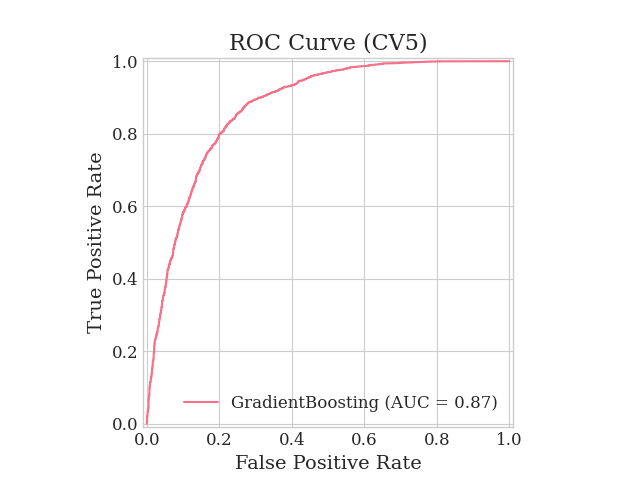 ROC Curve (CV5)
1.0
0.8
0.6
0.4
0.2
0.0
True Positive Rate
GradientBoosting (AUC = 0.87)
0.0 0.2 0.4 0.6 0.8 1.0
False Positive Rate